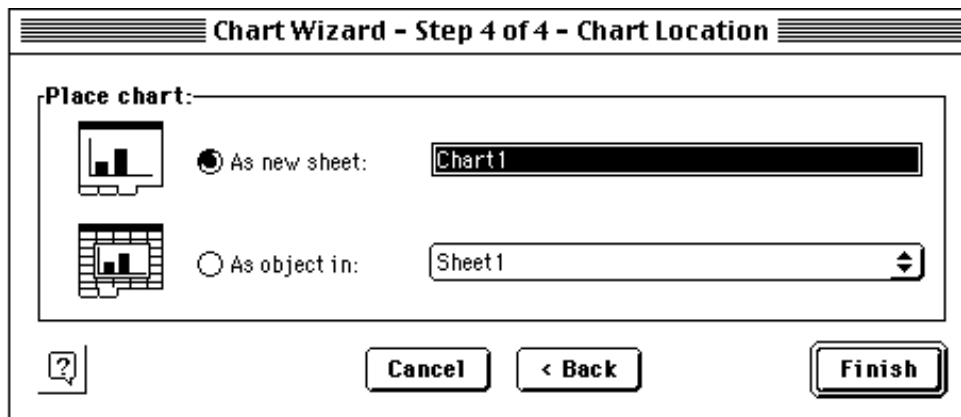 Chart Wizard - Step 4 of 4 - Chart Location
Place chart:
As new sheet: Chart1
As object in: Sheet1
?
Cancel < Back Finish